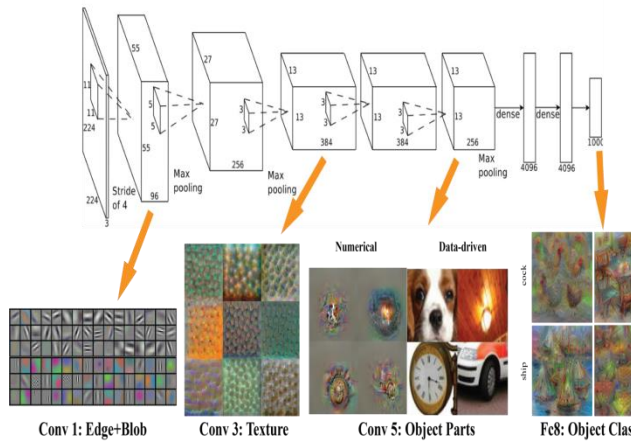 55
27
11
11
224
224
3
Stride
of 4
5
5
55
96
Max
pooling
3
3
27
256
Max
pooling
13
13
3
3
384
13
13
3
3
384
13
13
256
Max
pooling
dense
dense
4096
4096
1000
Numerical
Data-driven
cock
ship
Conv 1: Edge+Blob
Conv 3: Texture
Conv 5: Object Parts
Fc8: Object Clas